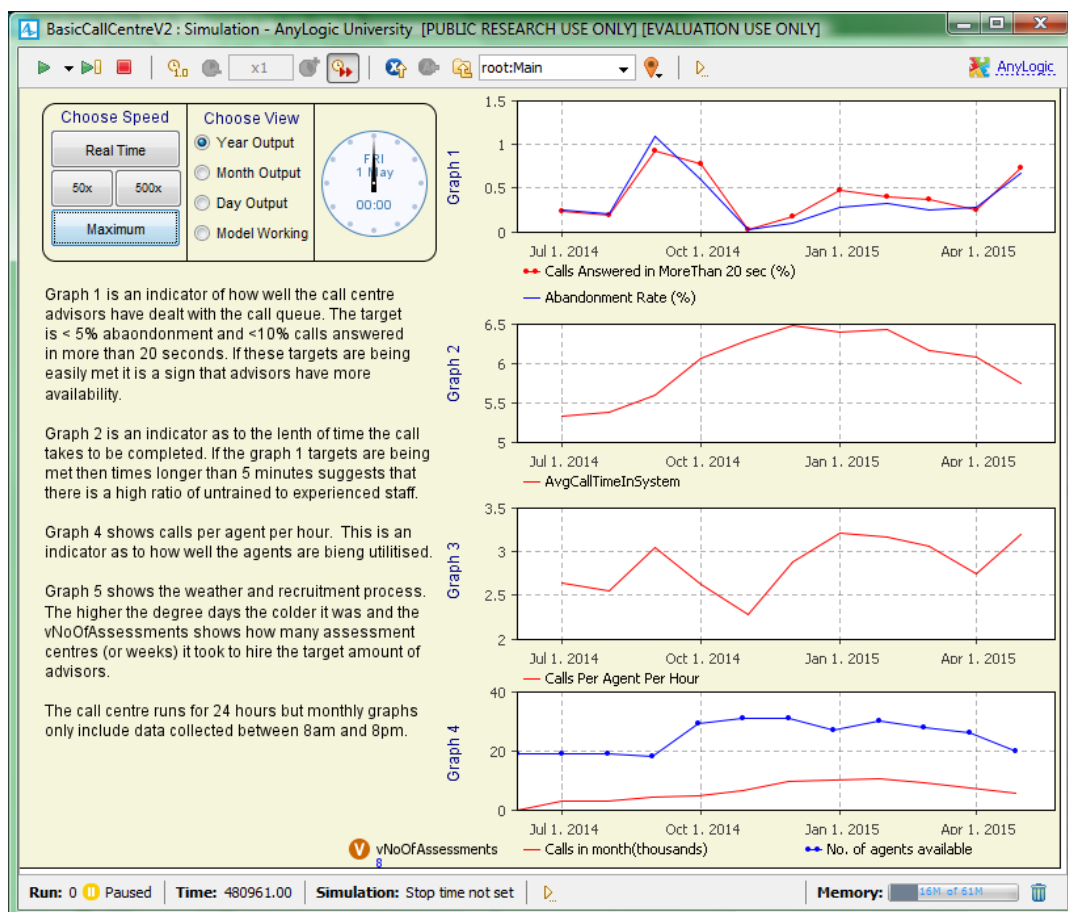 BasicCallCentreV2 : Simulation - AnyLogic University [PUBLIC RESEARCH USE ONLY] [EVALUATION USE ONLY]
x1
root:Main
AnyLogic
Choose Speed
Real Time
50x
500x
Maximum
Choose View
Year Output
Month Output
Day Output
Model Working
FRI
1 May
00:00
Graph 1 is an indicator of how well the call centre
advisors have dealt with the call queue. The target
is < 5% abaondonment and <10% calls answered
in more than 20 seconds. If these targets are being
easily met it is a sign that advisors have more
availability.
Graph 2 is an indicator as to the lenth of time the call
takes to be completed. If the graph 1 targets are being
met then times longer than 5 minutes suggests that
there is a high ratio of untrained to experienced staff.
Graph 4 shows calls per agent per hour. This is an
indicator as to how well the agents are bieng utilitised.
Graph 5 shows the weather and recruitment process.
The higher the degree days the colder it was and the
vNoOfAssessments shows how many assessment
centres (or weeks) it took to hire the target amount of
advisors.
The call centre runs for 24 hours but monthly graphs
only include data collected between 8am and 8pm.
V vNoOfAssessments
8
Graph 1
1.5
1
0.5
0
Jul 1, 2014 Oct 1, 2014 Jan 1, 2015 Apr 1, 2015
Calls Answered in MoreThan 20 sec (%)
Abandonment Rate (%)
Graph 2
6.5
6
5.5
5
Jul 1, 2014 Oct 1, 2014 Jan 1, 2015 Apr 1, 2015
AvgCallTimeInSystem
Graph 3
3.5
3
2.5
2
Jul 1, 2014 Oct 1, 2014 Jan 1, 2015 Apr 1, 2015
Calls Per Agent Per Hour
Graph 4
40
20
0
Jul 1, 2014 Oct 1, 2014 Jan 1, 2015 Apr 1, 2015
Calls in month(thousands) No. of agents available
Run: 0 Paused Time: 480961.00 Simulation: Stop time not set Memory: 16M of 61M